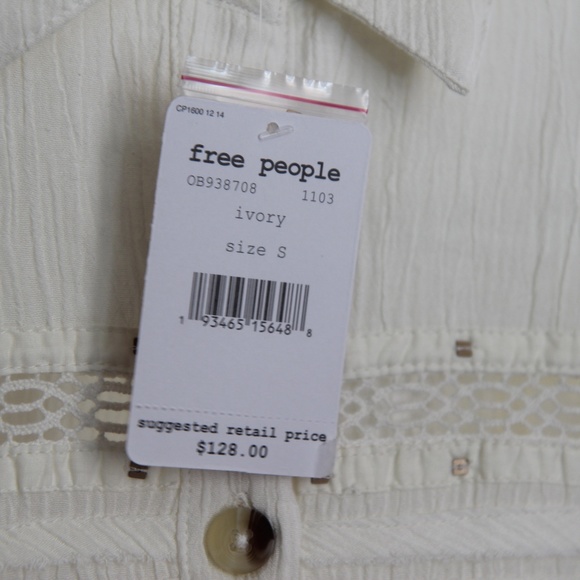 CP1600 12 14
free people
OB938708 1103
ivory
size S
1 93465 15648 8
suggested retail price
$128.00